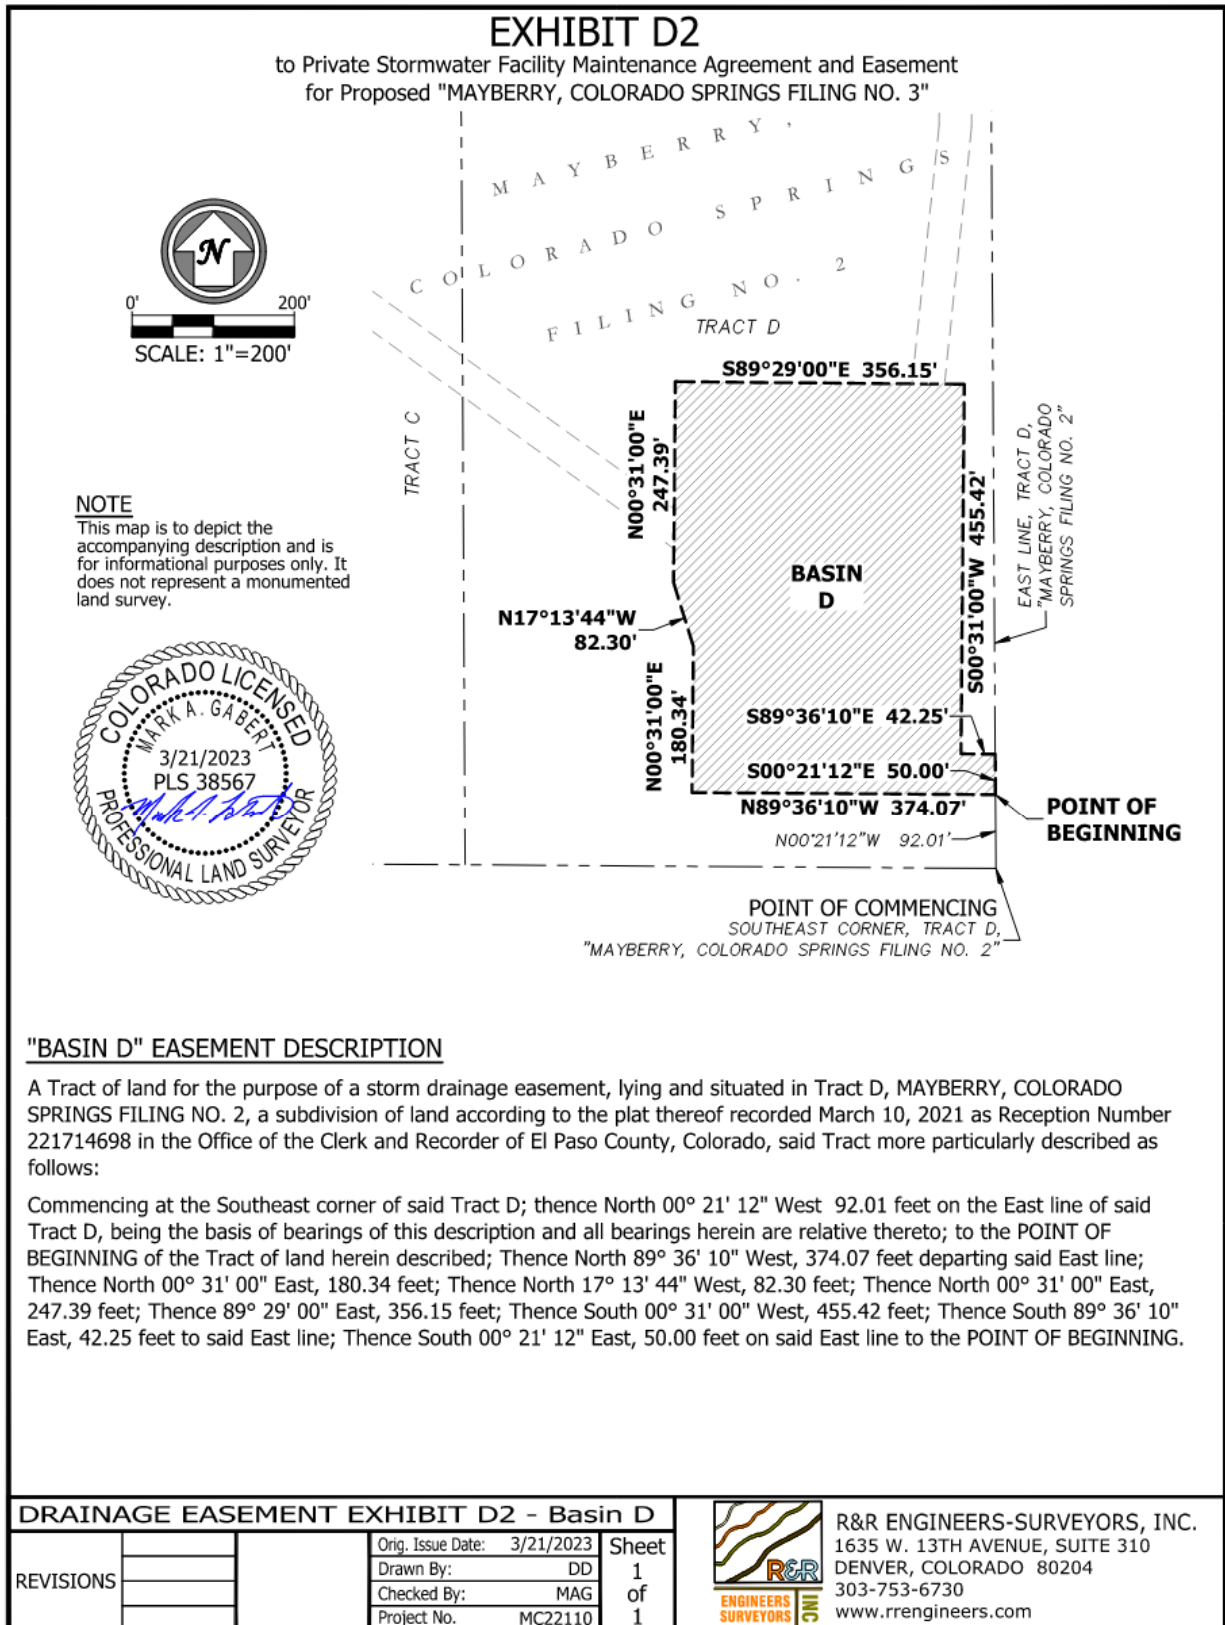 EXHIBIT D2
to Private Stormwater Facility Maintenance Agreement and Easement
for Proposed "MAYBERRY, COLORADO SPRINGS FILING NO. 3"
MAYBERRY,
COLORADO SPRINGS
FILING NO. 2
TRACT D
N
0' 200'
SCALE: 1"=200'
TRACT C
S89°29'00"E 356.15'
N00°31'00"E
247.39'
EAST LINE, TRACT D,
"MAYBERRY, COLORADO
SPRINGS FILING NO. 2"
S00°31'00"W 455.42'
NOTE
This map is to depict the
accompanying description and is
for informational purposes only. It
does not represent a monumented
land survey.
BASIN
D
N17°13'44"W
82.30'
N00°31'00"E
180.34'
COLORADO LICENSED
MARK A. GABERT
3/21/2023
PLS 38567
PROFESSIONAL LAND SURVEYOR
S89°36'10"E 42.25'
S00°21'12"E 50.00'
N89°36'10"W 374.07'
POINT OF
BEGINNING
N00°21'12"W 92.01'
POINT OF COMMENCING
SOUTHEAST CORNER, TRACT D,
"MAYBERRY, COLORADO SPRINGS FILING NO. 2"
"BASIN D" EASEMENT DESCRIPTION
A Tract of land for the purpose of a storm drainage easement, lying and situated in Tract D, MAYBERRY, COLORADO
SPRINGS FILING NO. 2, a subdivision of land according to the plat thereof recorded March 10, 2021 as Reception Number
221714698 in the Office of the Clerk and Recorder of El Paso County, Colorado, said Tract more particularly described as
follows:
Commencing at the Southeast corner of said Tract D; thence North 00° 21' 12" West 92.01 feet on the East line of said
Tract D, being the basis of bearings of this description and all bearings herein are relative thereto; to the POINT OF
BEGINNING of the Tract of land herein described; Thence North 89° 36' 10" West, 374.07 feet departing said East line;
Thence North 00° 31' 00" East, 180.34 feet; Thence North 17° 13' 44" West, 82.30 feet; Thence North 00° 31' 00" East,
247.39 feet; Thence 89° 29' 00" East, 356.15 feet; Thence South 00° 31' 00" West, 455.42 feet; Thence South 89° 36' 10"
East, 42.25 feet to said East line; Thence South 00° 21' 12" East, 50.00 feet on said East line to the POINT OF BEGINNING.
DRAINAGE EASEMENT EXHIBIT D2 - Basin D
REVISIONS
Orig. Issue Date: 3/21/2023
Drawn By: DD
Checked By: MAG
Project No. MC22110
Sheet
1
of
1
R&R
ENGINEERS
SURVEYORS
INC
R&R ENGINEERS-SURVEYORS, INC.
1635 W. 13TH AVENUE, SUITE 310
DENVER, COLORADO 80204
303-753-6730
www.rrengineers.com